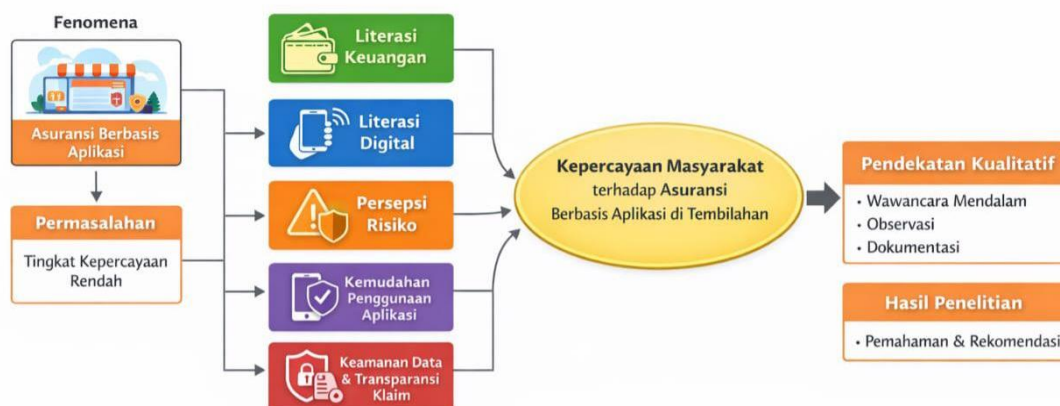 Fenomena
Asuransi Berbasis
Aplikasi
Permasalahan
Tingkat Kepercayaan
Rendah
Literasi
Keuangan
Literasi
Digital
Persepsi
Risiko
Kemudahan
Penggunaan
Aplikasi
Keamanan Data
& Transparansi
Klaim
Kepercayaan Masyarakat
terhadap Asuransi
Berbasis Aplikasi di Tembilahan
Pendekatan Kualitatif
• Wawancara Mendalam
• Observasi
• Dokumentasi
Hasil Penelitian
• Pemahaman & Rekomendasi